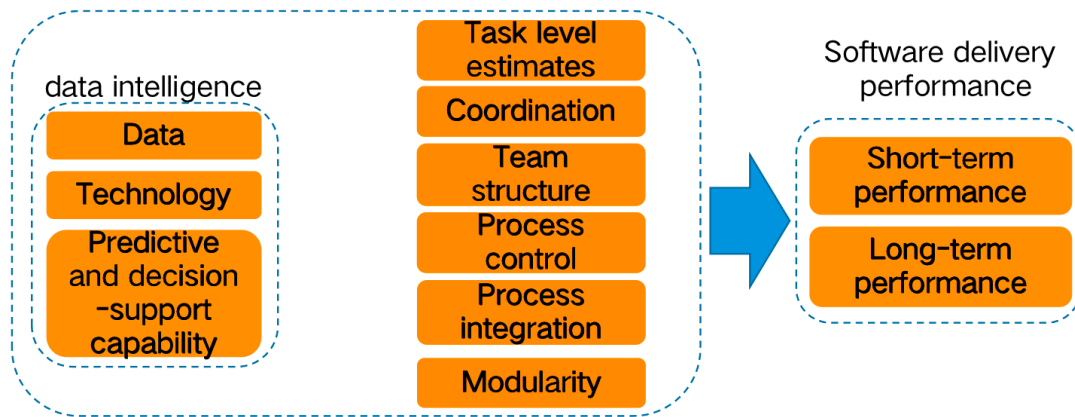 data intelligence
Data
Technology
Predictive
and decision
-support
capability
Task level
estimates
Coordination
Team
structure
Process
control
Process
integration
Modularity
Software delivery
performance
Short-term
performance
Long-term
performance